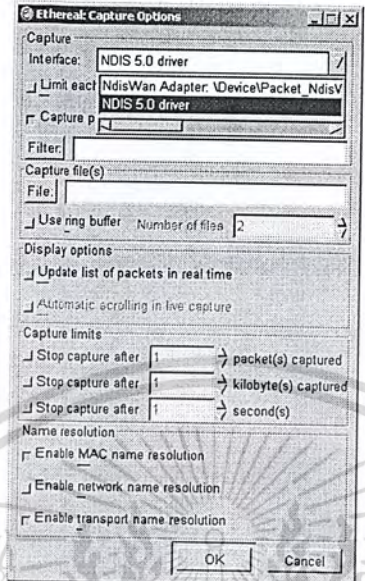 Ethereal: Capture Options
Capture
Interface: NDIS 5.0 driver
Limit eact NdisWan Adapter: \Device\Packet_NdisV
NDIS 5.0 driver
Capture p
Filter:
Capture file(s)
File:
Use ring buffer Number of files 2
Display options
Update list of packets in real time
Automatic scrolling in live capture
Capture limits
Stop capture after 1 packet(s) captured
Stop capture after 1 kilobyte(s) captured
Stop capture after 1 second(s)
Name resolution
Enable MAC name resolution
Enable network name resolution
Enable transport name resolution
OK Cancel